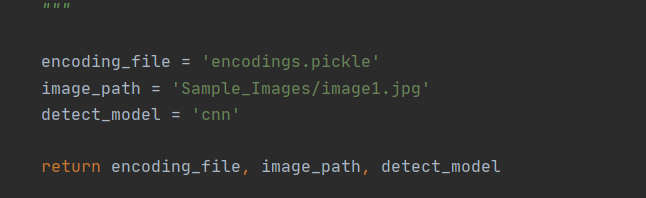 """
encoding_file = 'encodings.pickle'
image_path = 'Sample_Images/image1.jpg'
detect_model = 'cnn'
return encoding_file, image_path, detect_model